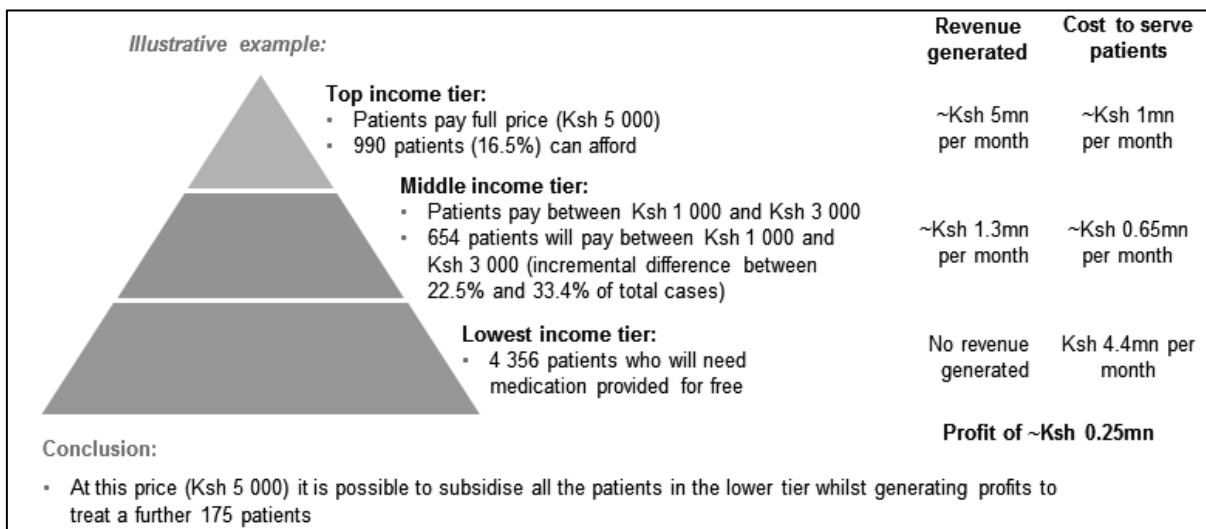 Illustrative example:
Revenue generated
Cost to serve patients
Top income tier:
• Patients pay full price (Ksh 5 000)
• 990 patients (16.5%) can afford
~Ksh 5mn per month
~Ksh 1mn per month
Middle income tier:
• Patients pay between Ksh 1 000 and Ksh 3 000
• 654 patients will pay between Ksh 1 000 and
Ksh 3 000 (incremental difference between
22.5% and 33.4% of total cases)
~Ksh 1.3mn per month
~Ksh 0.65mn per month
Lowest income tier:
• 4 356 patients who will need
medication provided for free
No revenue generated
Ksh 4.4mn per month
Profit of ~Ksh 0.25mn
Conclusion:
• At this price (Ksh 5 000) it is possible to subsidise all the patients in the lower tier whilst generating profits to
treat a further 175 patients